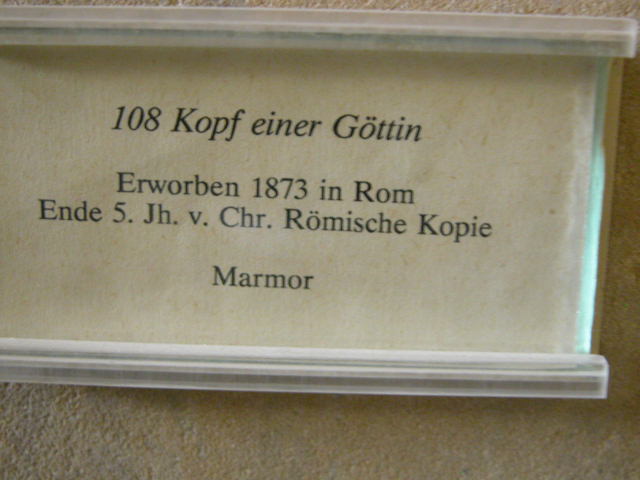 108 Kopf einer Göttin
Erworben 1873 in Rom
Ende 5. Jh. v. Chr. Römische Kopie
Marmor